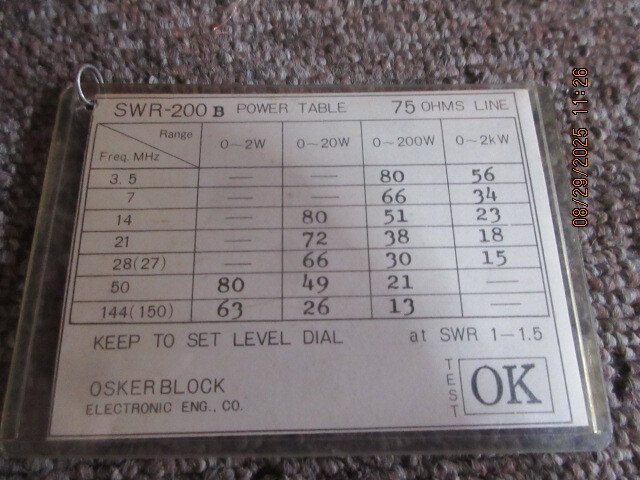 SWR-200 B POWER TABLE 75 OHMS LINE
Range
Freq. MHz 0~2W 0~20W 0~200W 0~2kW
3.5 — — 80 56
7 — — 66 34
14 — 80 51 23
21 — 72 38 18
28(27) — 66 30 15
50 80 49 21 —
144(150) 63 26 13 —
KEEP TO SET LEVEL DIAL at SWR 1-1.5
OSKERBLOCK
ELECTRONIC ENG., CO.
TEST OK
08/29/2025 11:26